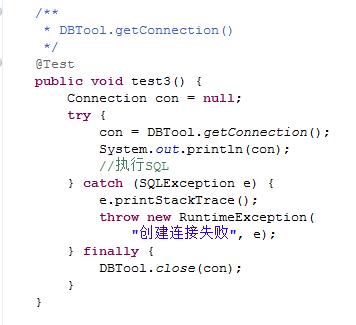 /**
 * DBTool.getConnection()
 */
@Test
public void test3() {
    Connection con = null;
    try {
        con = DBTool.getConnection();
        System.out.println(con);
        //执行SQL
    } catch (SQLException e) {
        e.printStackTrace();
        throw new RuntimeException(
            "创建连接失败", e);
    } finally {
        DBTool.close(con);
    }
}